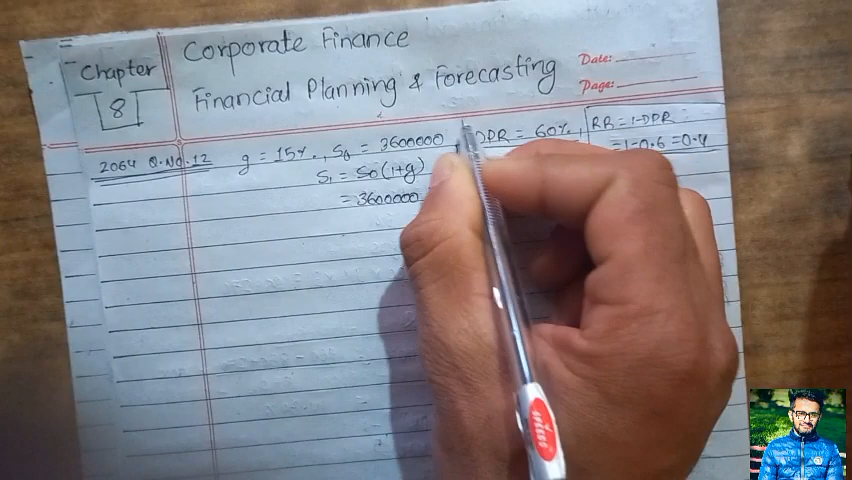 Corporate Finance
Chapter
8
Financial Planning & Forecasting
Date:
Page:
2064 Q.No.12 g = 15%, S0 = 3600000 DPR = 60%, RR = 1-DPR
= 1-0.6 = 0.4
S1 = S0(1+g)
= 3600000
SPEED